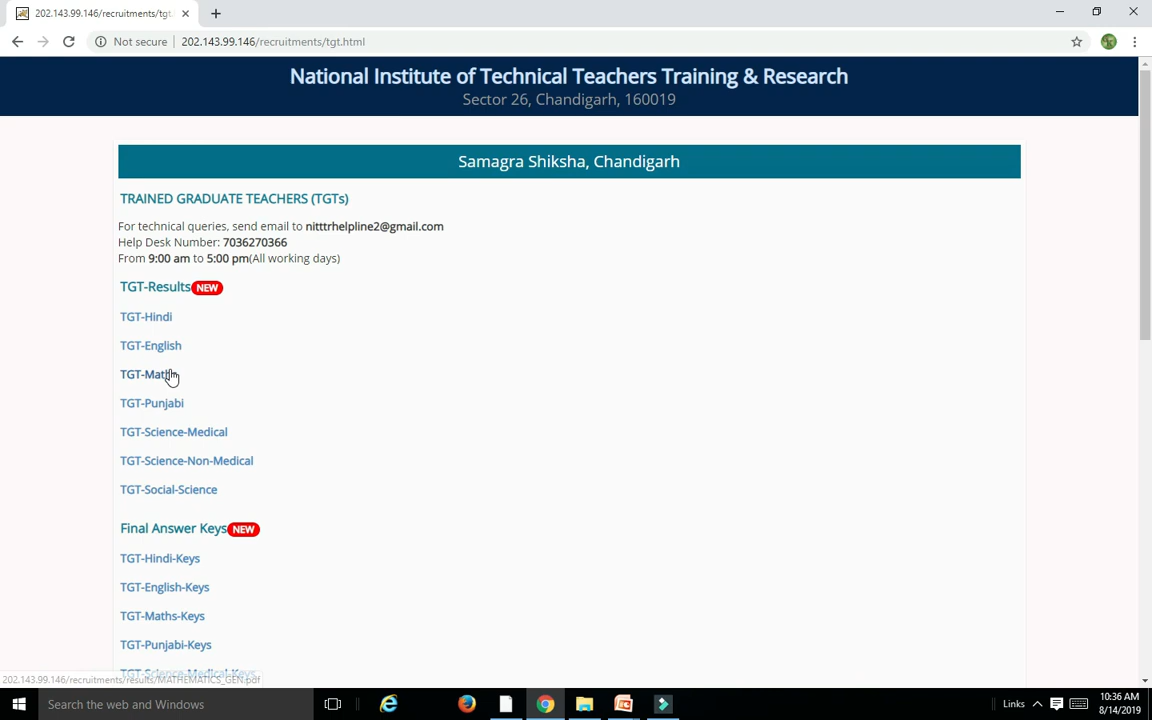 202.143.99.146/recruitments/tgt.
Not secure
202.143.99.146/recruitments/tgt.html
National Institute of Technical Teachers Training & Research
Sector 26, Chandigarh, 160019
Samagra Shiksha, Chandigarh
TRAINED GRADUATE TEACHERS (TGTs)
For technical queries, send email to nitttrhelpline2@gmail.com
Help Desk Number: 7036270366
From 9:00 am to 5:00 pm(All working days)
TGT-Results NEW
TGT-Hindi
TGT-English
TGT-Maths
TGT-Punjabi
TGT-Science-Medical
TGT-Science-Non-Medical
TGT-Social-Science
Final Answer Keys NEW
TGT-Hindi-Keys
TGT-English-Keys
TGT-Maths-Keys
TGT-Punjabi-Keys
TGT-Science-Medical-Keys
202.143.99.146/recruitments/results/MATHEMATICS_GEN.pdf
Search the web and Windows
Links
10:36 AM
8/14/2019